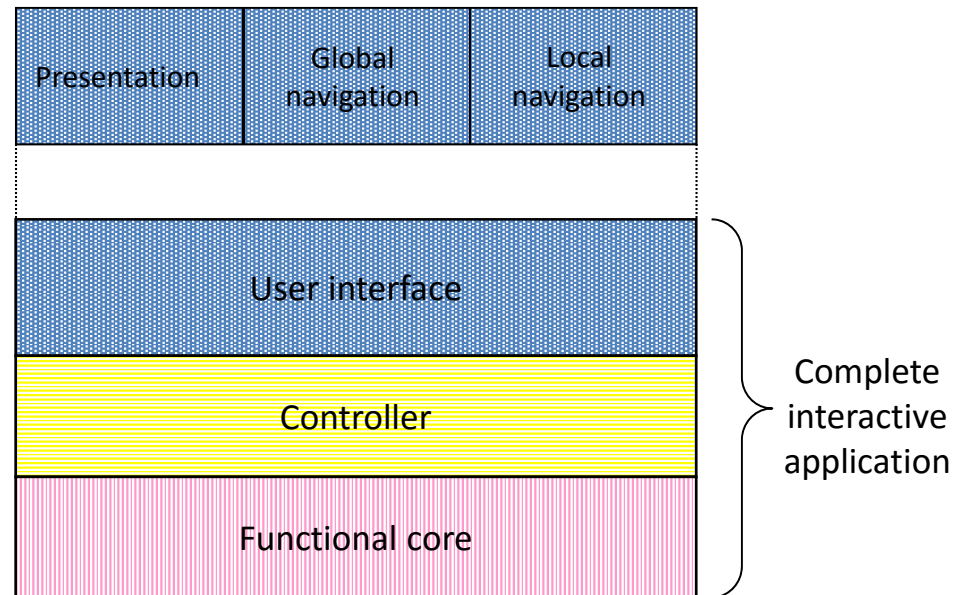 Presentation
Global
navigation
Local
navigation
User interface
Controller
Functional core
Complete
interactive
application